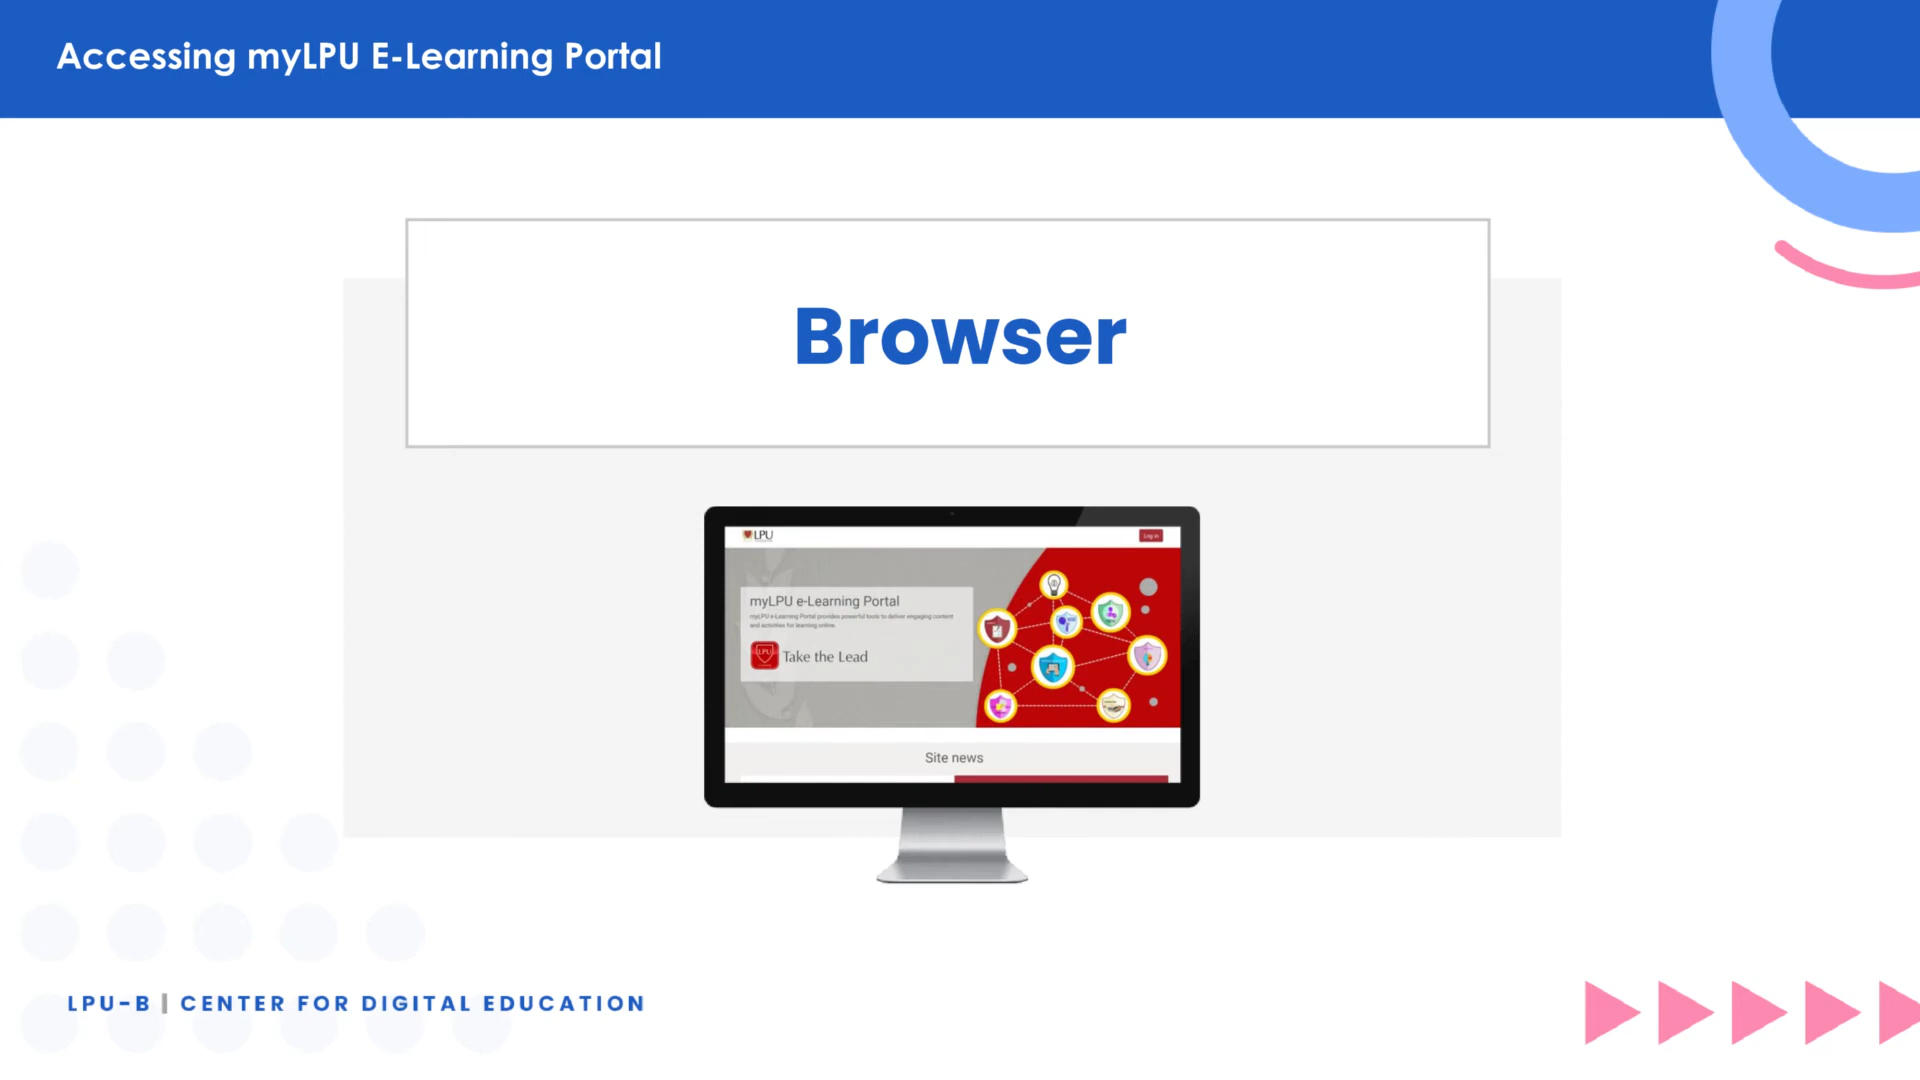 Accessing myLPU E-Learning Portal
Browser
LPU
Log in
myLPU e-Learning Portal
myLPU e-Learning Portal provides powerful tools to deliver engaging content
and activities for learning online.
LPU
Take the Lead
Site news
LPU-B | CENTER FOR DIGITAL EDUCATION